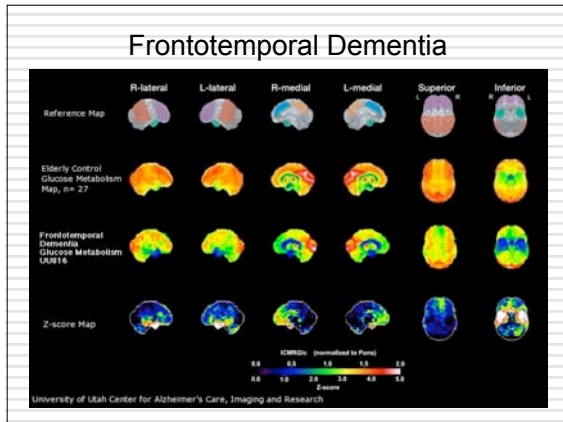 Frontotemporal Dementia
R-lateral L-lateral R-medial L-medial Superior Inferior
L R R L
Reference Map
Elderly Control
Glucose Metabolism
Map, n= 27
Frontotemporal
Dementia
Glucose Metabolism
UU816
Z-score Map
lCMRGlc (normalized to Pons)
0.0 0.5 1.0 1.5 2.0
0.0 1.0 2.0 3.0 4.0 5.0
Z-score
University of Utah Center for Alzheimer's Care, Imaging and Research